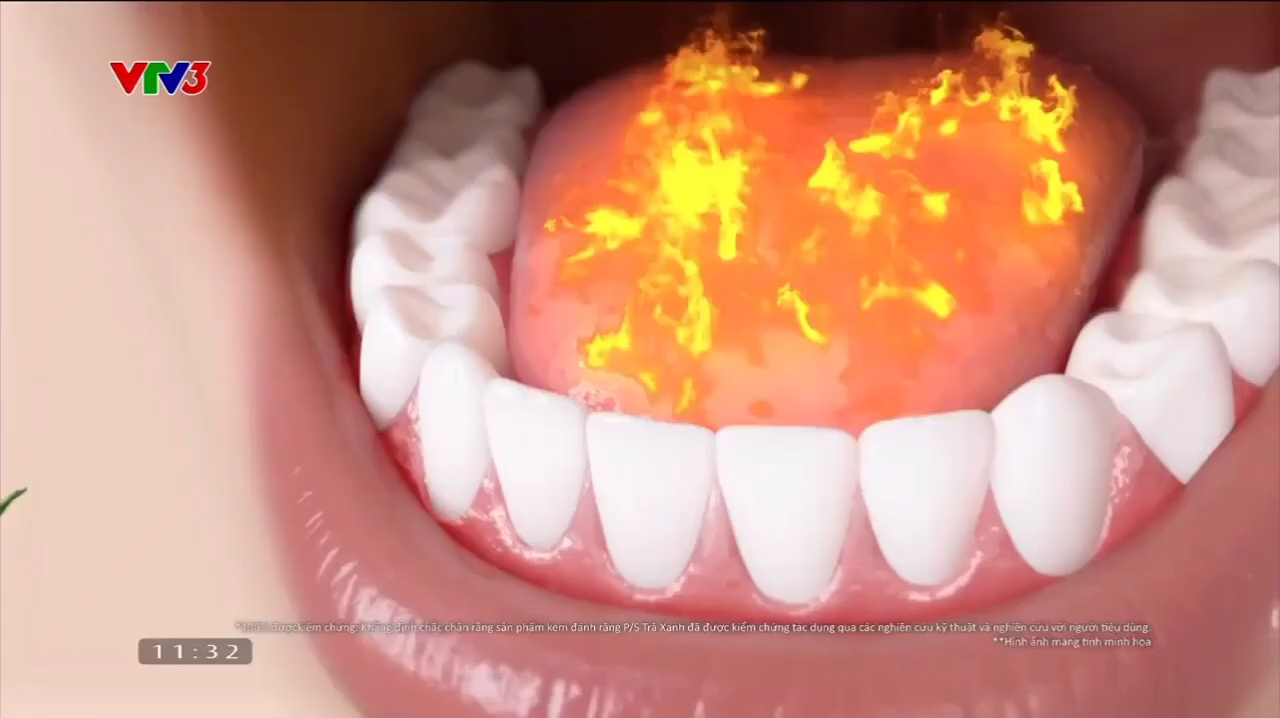 VTV3
được kiểm chứng: Khẳng định chắc chắn rằng sản phẩm kem đánh răng P/S Trà Xanh đã được kiểm chứng tác dụng qua các nghiên cứu kỹ thuật và nghiên cứu với người tiêu dùng.
**Hình ảnh mang tính minh họa
11:32